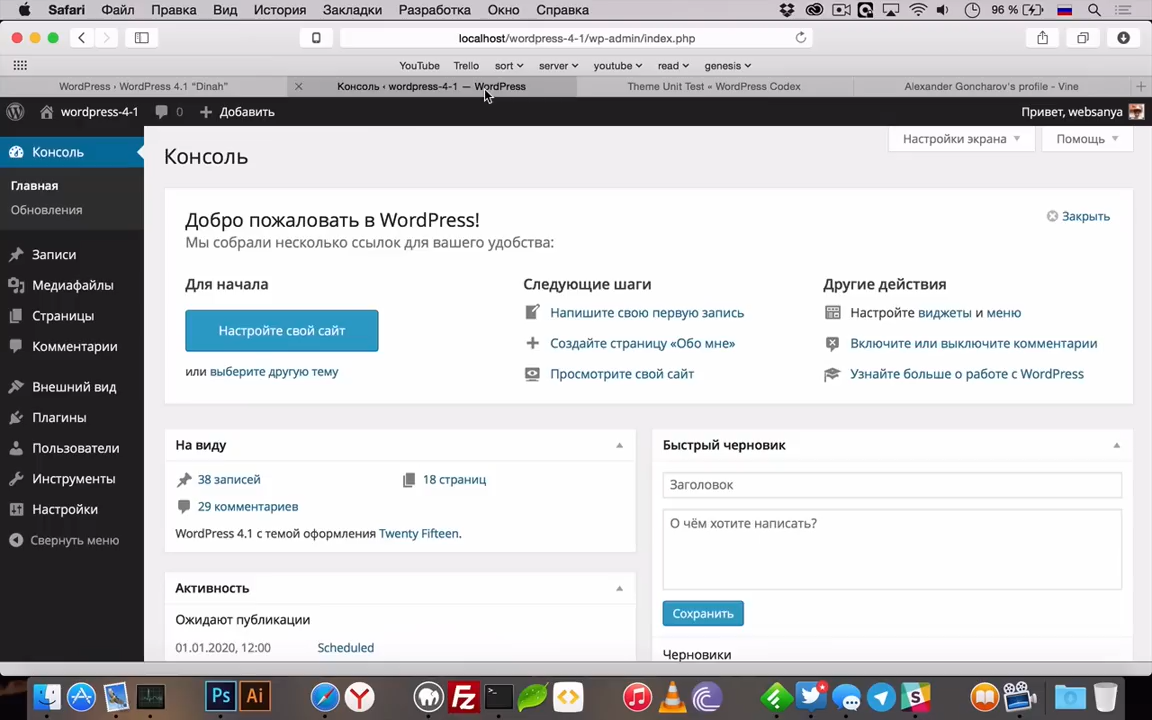 Safari Файл Правка Вид История Закладки Разработка Окно Справка 96 %
localhost/wordpress-4-1/wp-admin/index.php
YouTube Trello sort server youtube read genesis
WordPress › WordPress 4.1 "Dinah" Консоль ‹ wordpress-4-1 — WordPress Theme Unit Test « WordPress Codex Alexander Goncharov's profile - Vine
wordpress-4-1 0 Добавить Привет, websanya
Консоль
Главная
Обновления
Записи
Медиафайлы
Страницы
Комментарии
Внешний вид
Плагины
Пользователи
Инструменты
Настройки
Свернуть меню
Настройки экрана Помощь
Консоль
Добро пожаловать в WordPress!
Закрыть
Мы собрали несколько ссылок для вашего удобства:
Для начала
Настройте свой сайт
или выберите другую тему
Следующие шаги
Напишите свою первую запись
Создайте страницу «Обо мне»
Просмотрите свой сайт
Другие действия
Настройте виджеты и меню
Включите или выключите комментарии
Узнайте больше о работе с WordPress
На виду
38 записей 18 страниц
29 комментариев
WordPress 4.1 с темой оформления Twenty Fifteen.
Активность
Ожидают публикации
01.01.2020, 12:00 Scheduled
Быстрый черновик
Заголовок
О чём хотите написать?
Сохранить
Черновики
Ps Ai